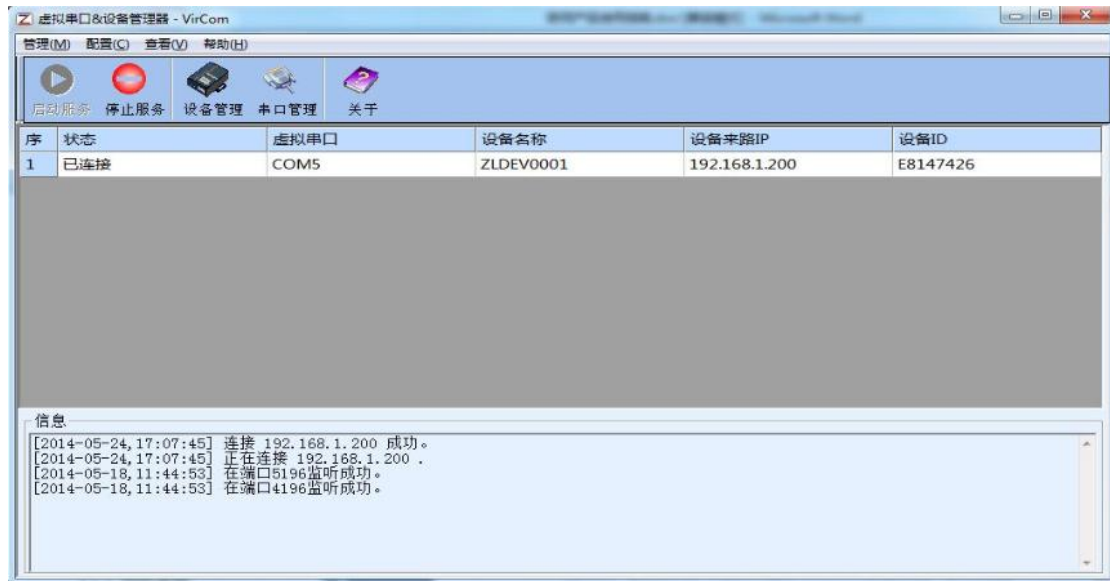 虚拟串口&设备管理器 - VirCom
管理(M) 配置(C) 查看(V) 帮助(H)
启动服务 停止服务 设备管理 串口管理 关于
序 状态 虚拟串口 设备名称 设备来路IP 设备ID
1 已连接 COM5 ZLDEV0001 192.168.1.200 E8147426
信息
[2014-05-24,17:07:45] 连接 192.168.1.200 成功。
[2014-05-24,17:07:45] 正在连接 192.168.1.200 .
[2014-05-18,11:44:53] 在端口5196监听成功。
[2014-05-18,11:44:53] 在端口4196监听成功。